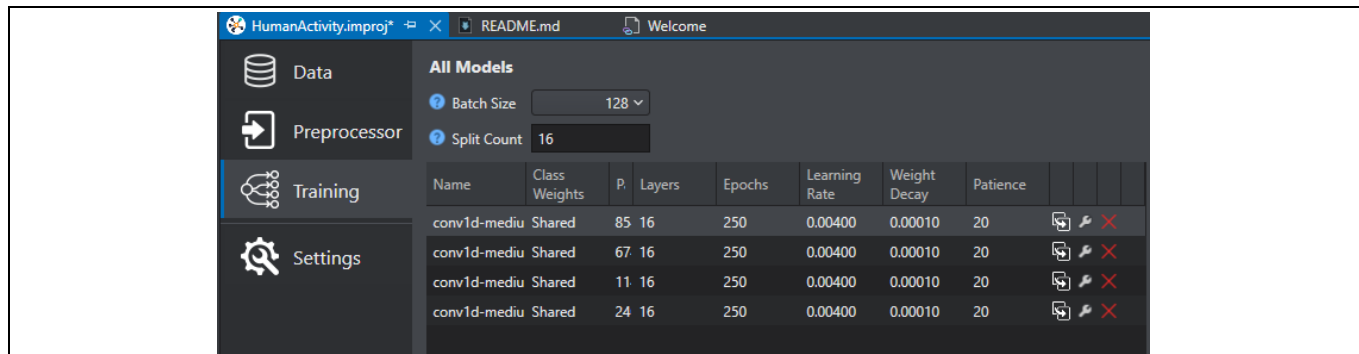 HumanActivity.improj* README.md Welcome
Data
Preprocessor
Training
Settings
All Models
Batch Size 128
Split Count 16
Name Class Weights P. Layers Epochs Learning Rate Weight Decay Patience
conv1d-mediu Shared 85 16 250 0.00400 0.00010 20
conv1d-mediu Shared 67 16 250 0.00400 0.00010 20
conv1d-mediu Shared 11 16 250 0.00400 0.00010 20
conv1d-mediu Shared 24 16 250 0.00400 0.00010 20